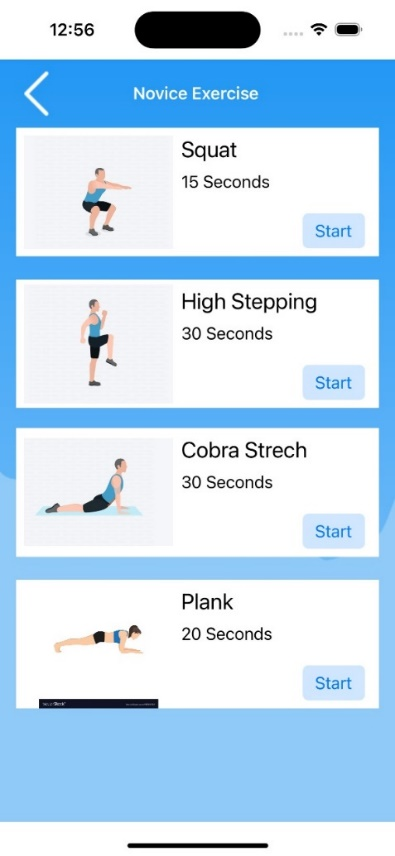 12:56
Novice Exercise
Squat
15 Seconds
Start
High Stepping
30 Seconds
Start
Cobra Strech
30 Seconds
Start
Plank
20 Seconds
Start